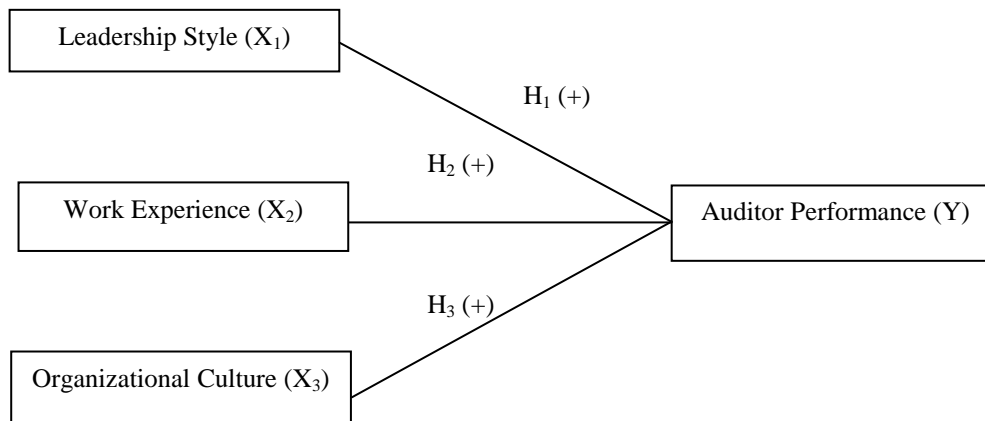 Leadership Style (X₁)
H₁ (+)
H₂ (+)
Work Experience (X₂)
Auditor Performance (Y)
H₃ (+)
Organizational Culture (X₃)